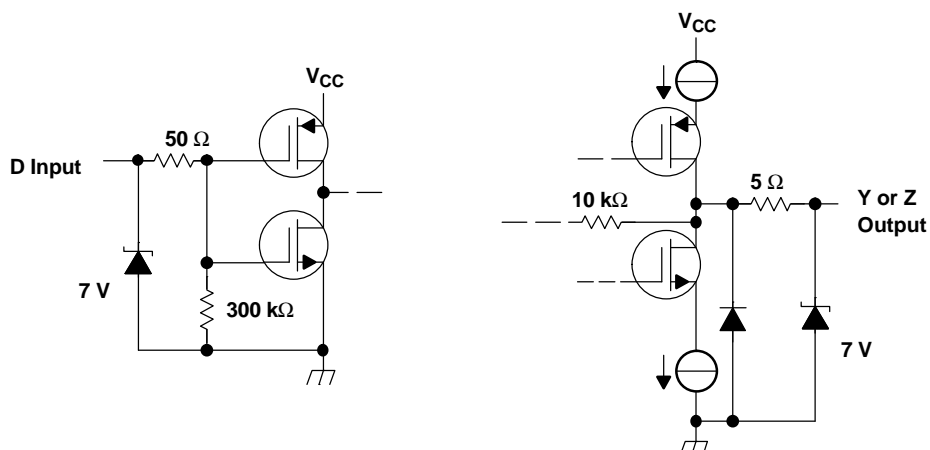 VCC
50 Ω
D Input
7 V
300 kΩ
VCC
5 Ω
10 kΩ
Y or Z
Output
7 V